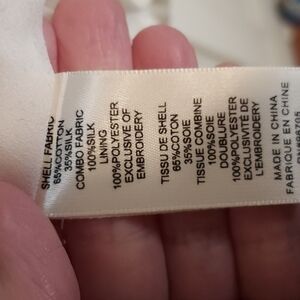 SHELL FABRIC
65%COTTON
35%SILK
COMBO FABRIC
100%SILK
LINING
100%POLYESTER
EXCLUSIVE OF
EMBROIDERY
TISSU DE SHELL
65%COTON
35%SOIE
TISSUE COMBINE
100%SOIE
DOUBLURE
100%POLYESTER
EXCLUSIVITE DE
L'EMBROIDERY
MADE IN CHINA
FABRIQUE EN CHINE